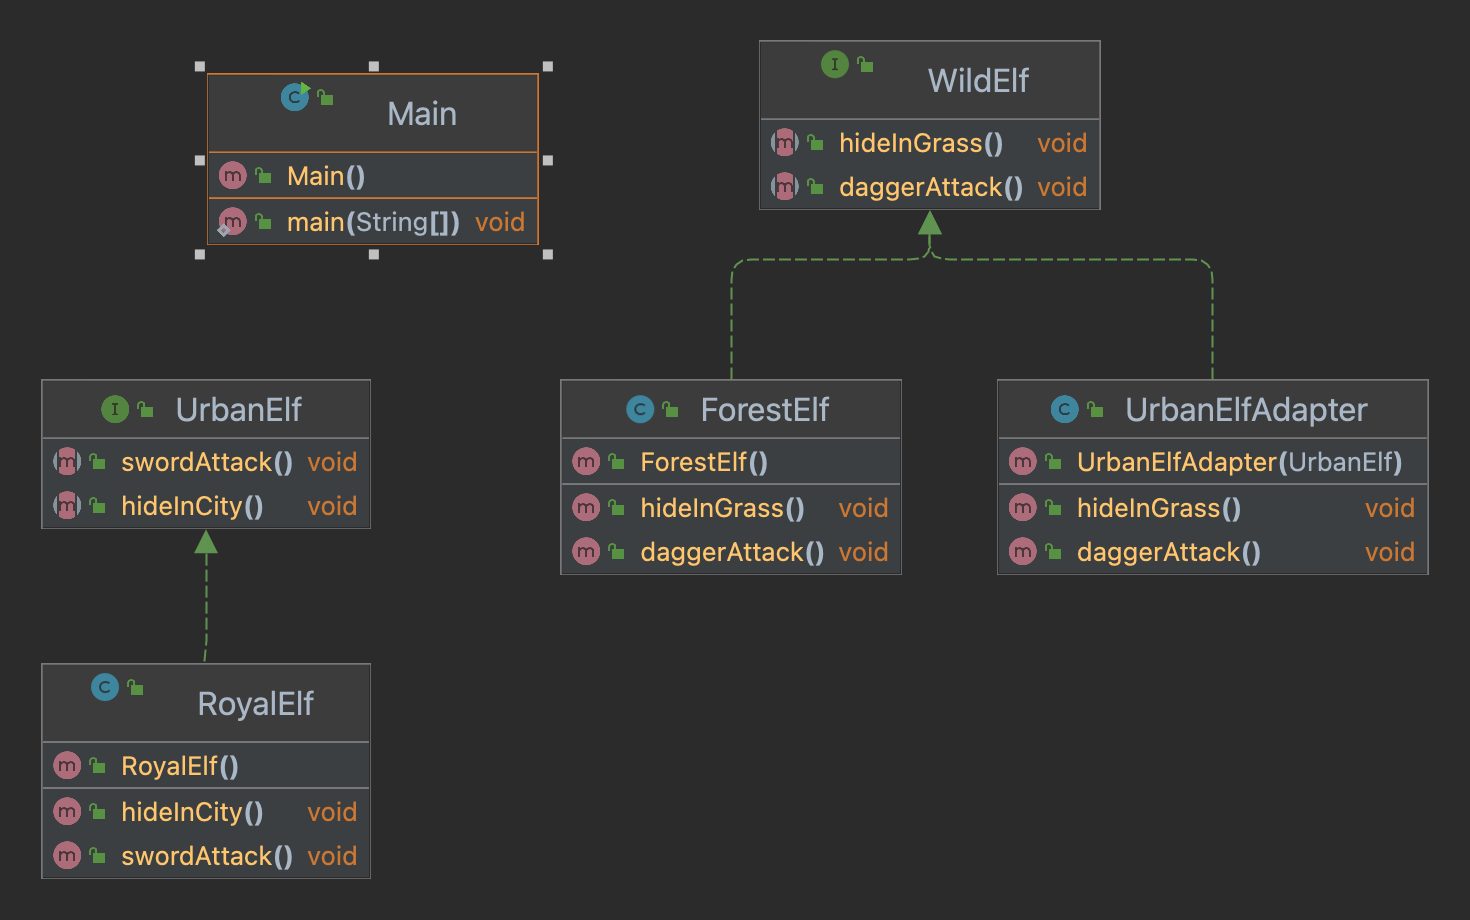 Main
Main()
main(String[]) void
WildElf
hideInGrass() void
daggerAttack() void
UrbanElf
swordAttack() void
hideInCity() void
ForestElf
ForestElf()
hideInGrass() void
daggerAttack() void
UrbanElfAdapter
UrbanElfAdapter(UrbanElf)
hideInGrass() void
daggerAttack() void
RoyalElf
RoyalElf()
hideInCity() void
swordAttack() void